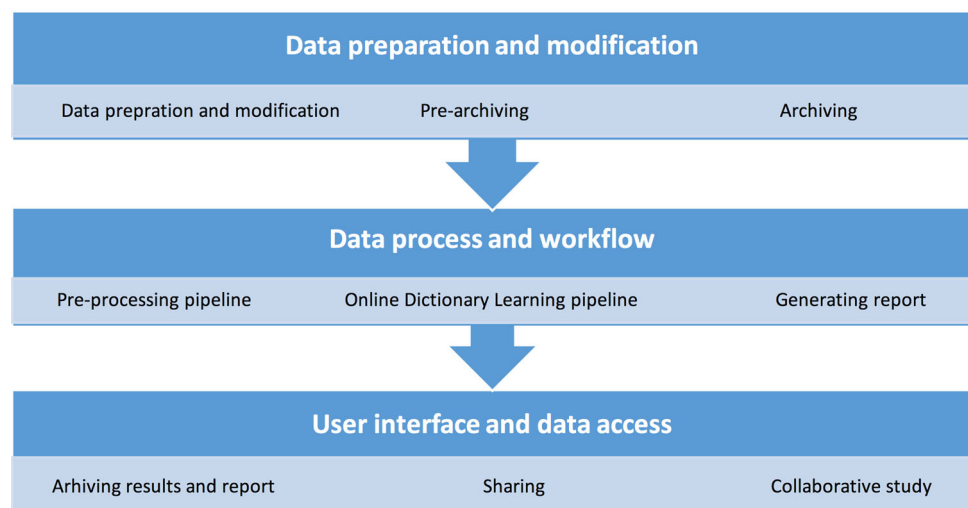 Data preparation and modification
Data prepration and modification Pre-archiving Archiving
Data process and workflow
Pre-processing pipeline Online Dictionary Learning pipeline Generating report
User interface and data access
Arhiving results and report Sharing Collaborative study